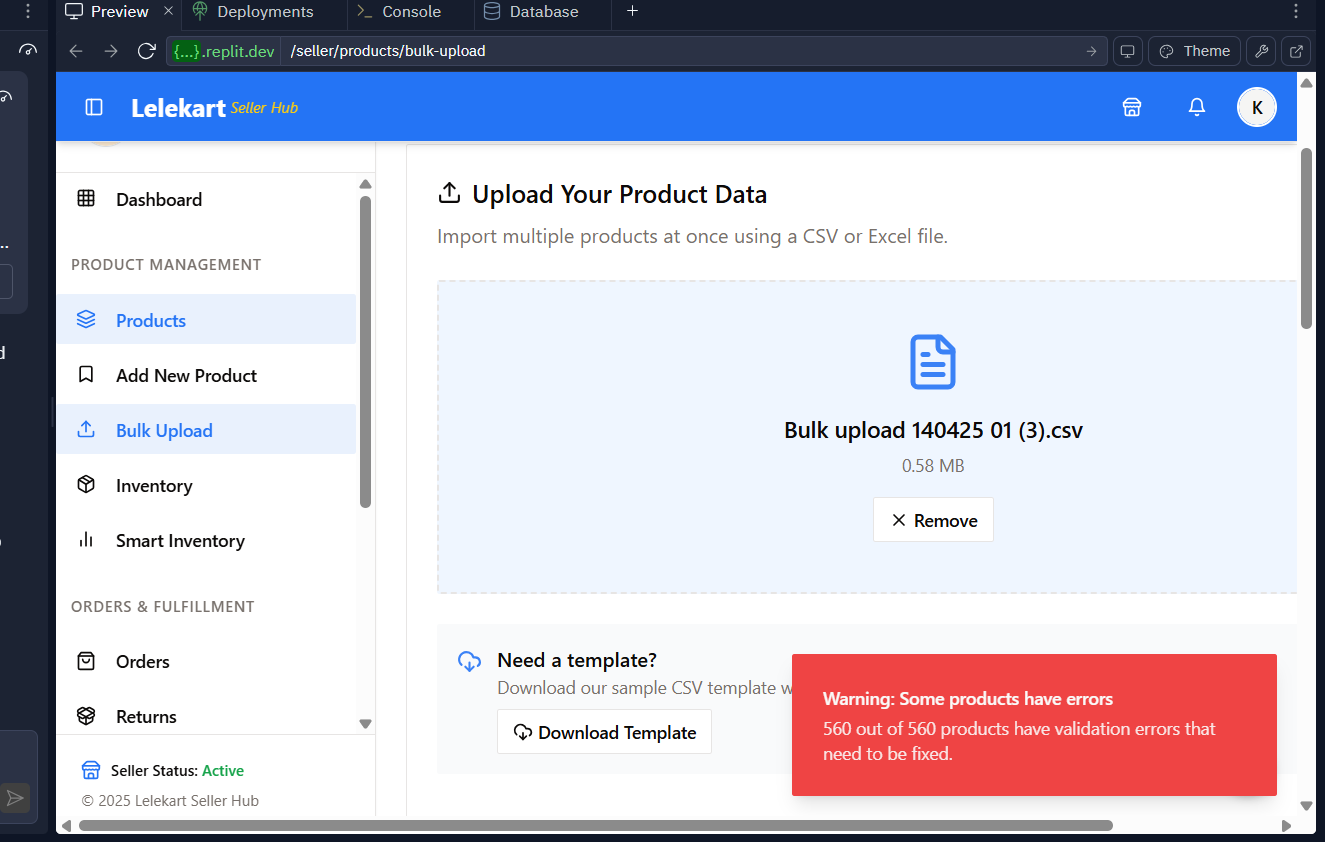 Preview
Deployments
Console
Database
{...}.replit.dev /seller/products/bulk-upload
Theme
Lelekart Seller Hub
K
Dashboard
PRODUCT MANAGEMENT
Products
Add New Product
Bulk Upload
Inventory
Smart Inventory
ORDERS & FULFILLMENT
Orders
Returns
Seller Status: Active
© 2025 Lelekart Seller Hub
Upload Your Product Data
Import multiple products at once using a CSV or Excel file.
Bulk upload 140425 01 (3).csv
0.58 MB
Remove
Need a template?
Download our sample CSV template
Download Template
Warning: Some products have errors
560 out of 560 products have validation errors that
need to be fixed.